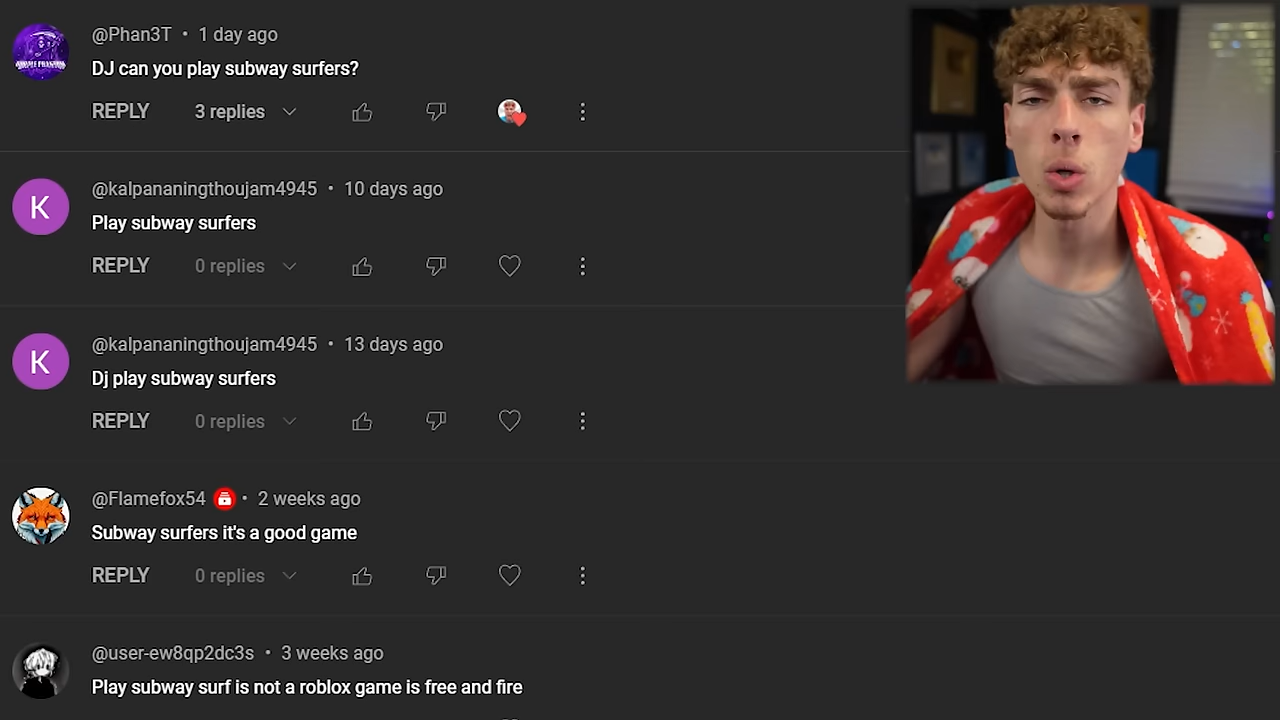 @Phan3T • 1 day ago
DJ can you play subway surfers?
REPLY 3 replies
K
@kalpananingthoujam4945 • 10 days ago
Play subway surfers
REPLY 0 replies
K
@kalpananingthoujam4945 • 13 days ago
Dj play subway surfers
REPLY 0 replies
@Flamefox54 • 2 weeks ago
Subway surfers it's a good game
REPLY 0 replies
@user-ew8qp2dc3s • 3 weeks ago
Play subway surf is not a roblox game is free and fire